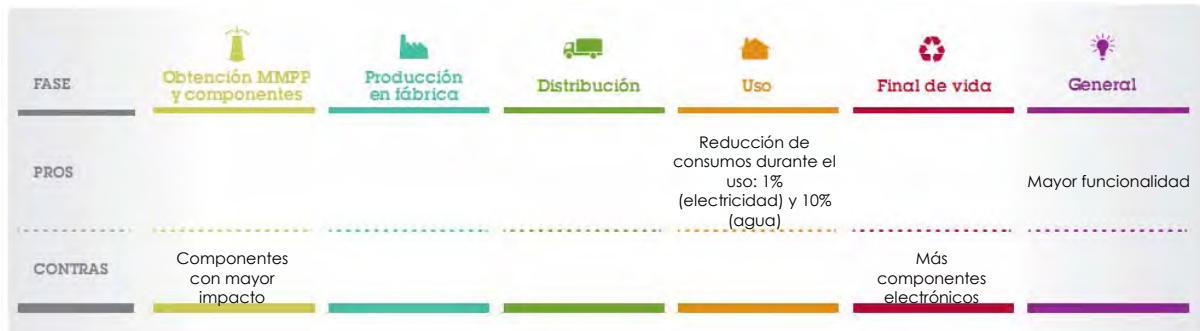 FASE
Obtención MMPP
y componentes
Producción
en fábrica
Distribución
Uso
Final de vida
General
PROS
Reducción de
consumos durante el
uso: 1%
(electricidad) y 10%
(agua)
Mayor funcionalidad
CONTRAS
Componentes
con mayor
impacto
Más
componentes
electrónicos